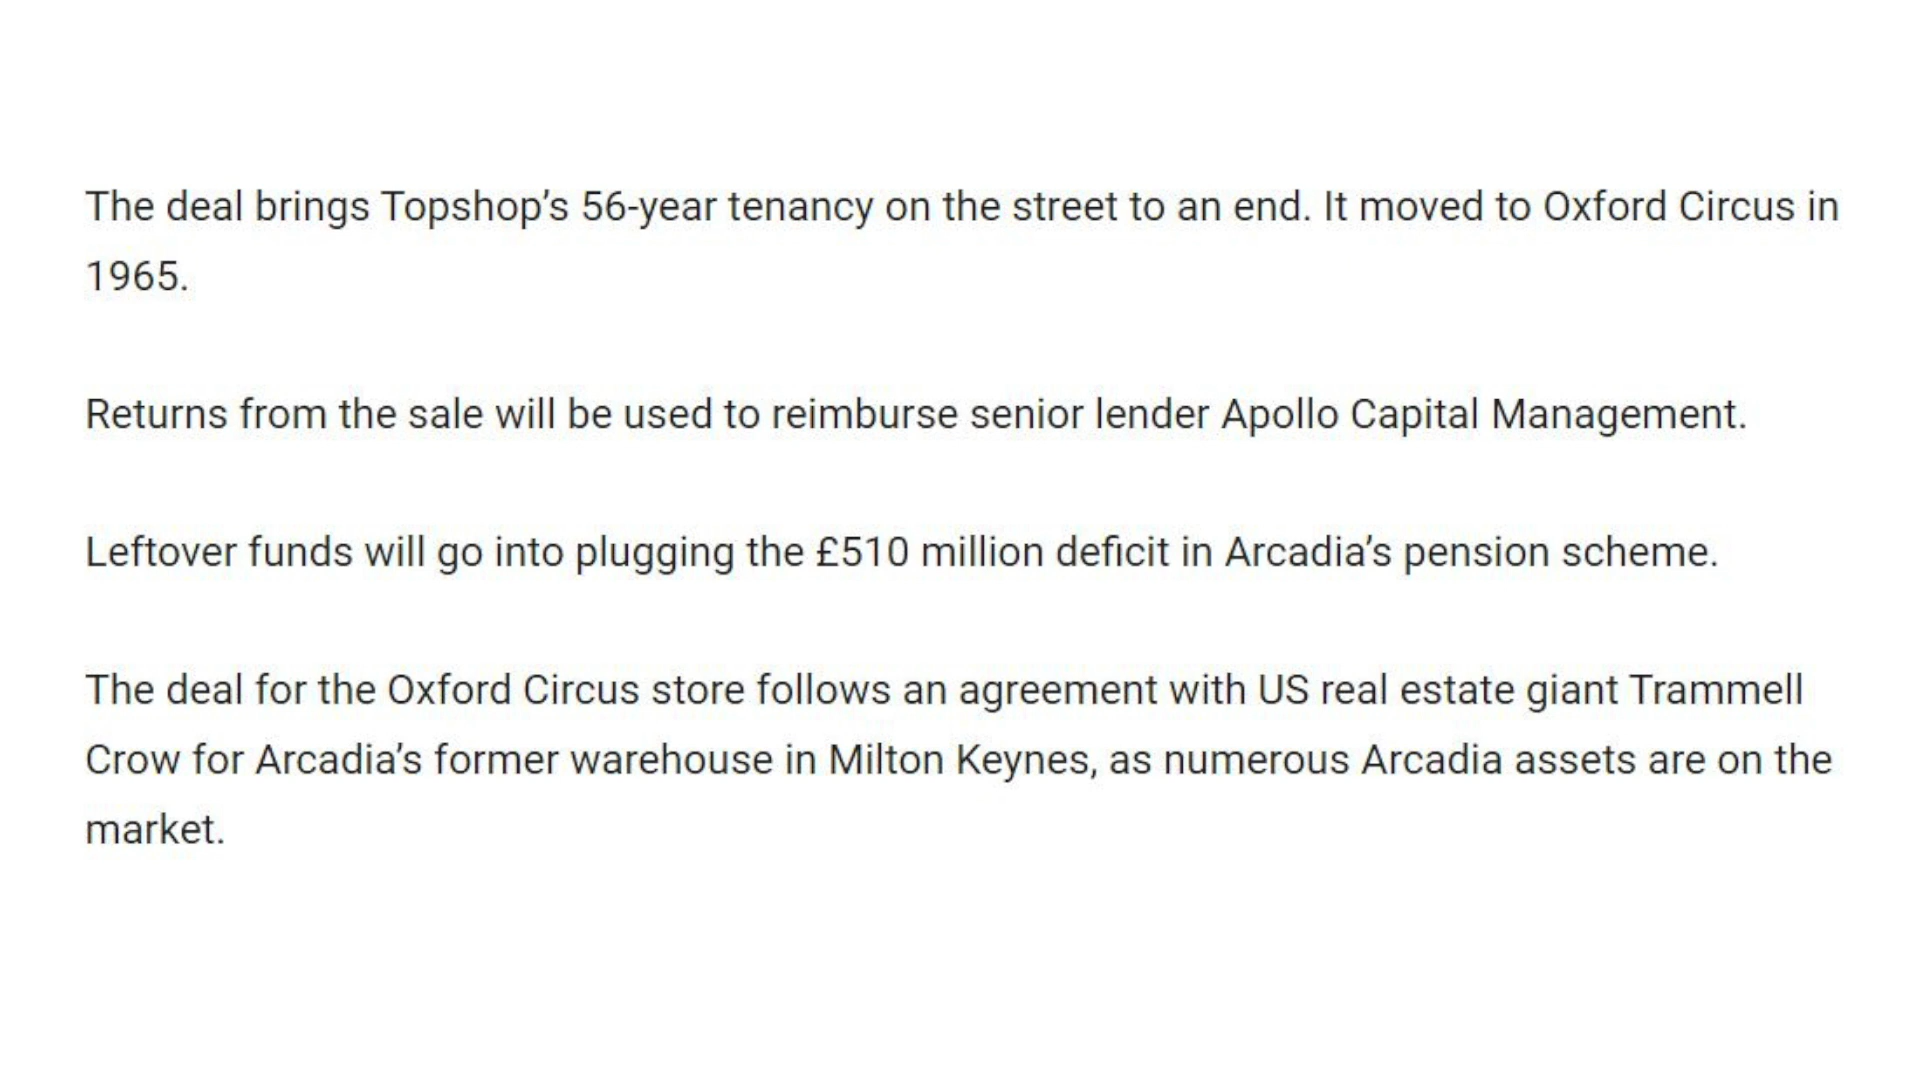 The deal brings Topshop’s 56-year tenancy on the street to an end. It moved to Oxford Circus in
1965.
Returns from the sale will be used to reimburse senior lender Apollo Capital Management.
Leftover funds will go into plugging the £510 million deficit in Arcadia’s pension scheme.
The deal for the Oxford Circus store follows an agreement with US real estate giant Trammell
Crow for Arcadia’s former warehouse in Milton Keynes, as numerous Arcadia assets are on the
market.